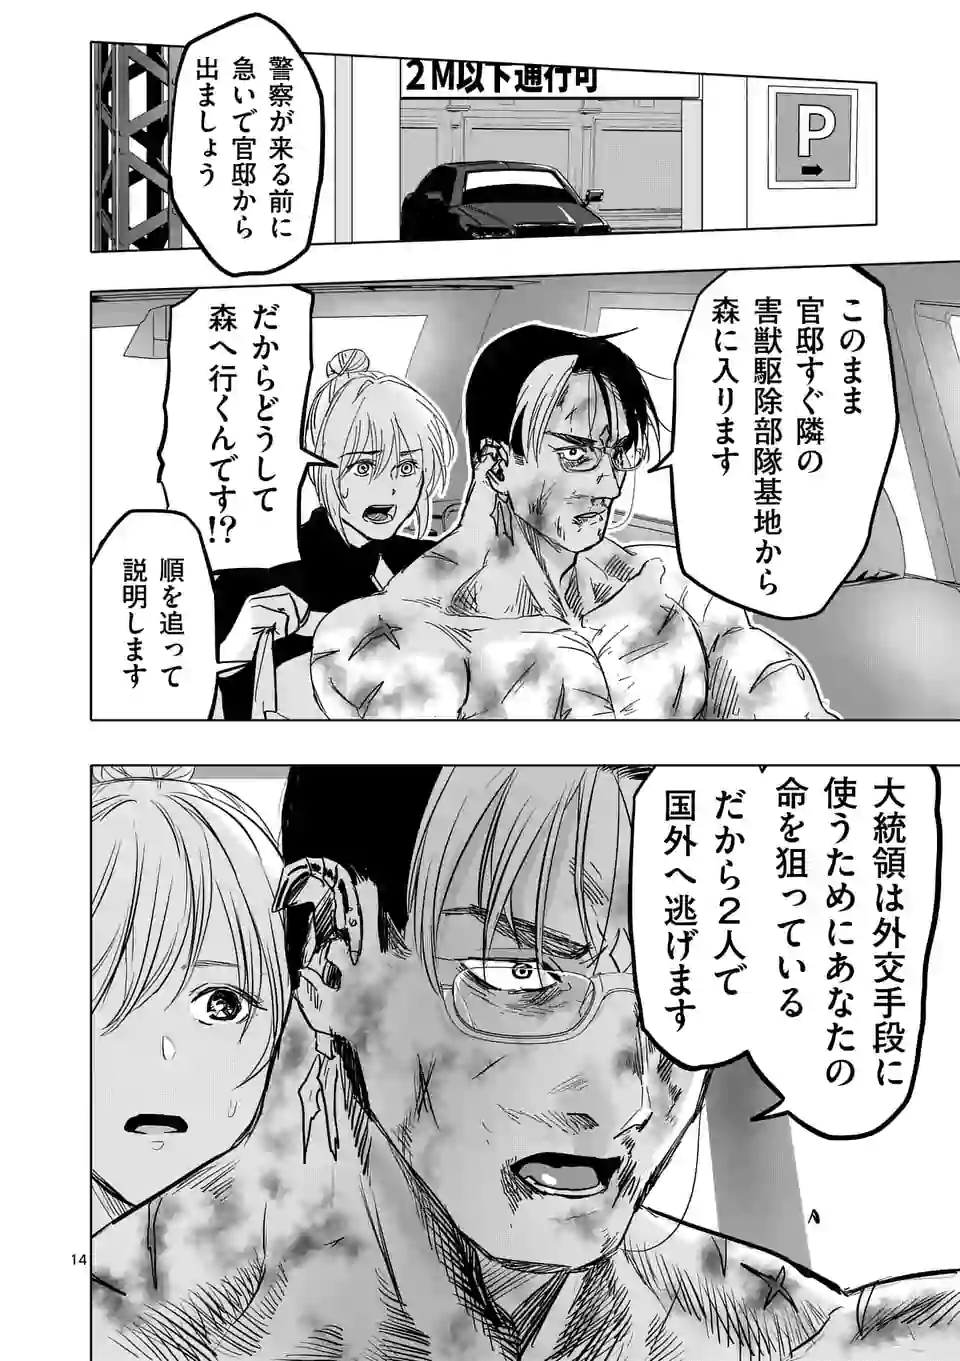 2M以下通行可
P
警察が来る前に
急いで官邸から
出ましょう
このまま
官邸すぐ隣の
害獣駆除部隊基地から
森に入ります
だからどうして
森へ行くんです!?
順を追って
説明します
大統領は外交手段に
使うためにあなたの
命を狙っている
だから2人で
国外へ逃げます
14